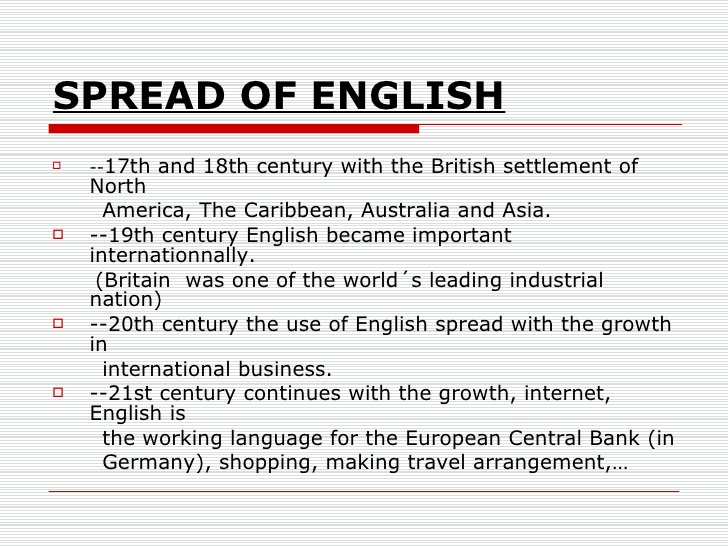 SPREAD OF ENGLISH
--17th and 18th century with the British settlement of
North
America, The Caribbean, Australia and Asia.
--19th century English became important
internationnally.
(Britain was one of the world´s leading industrial
nation)
--20th century the use of English spread with the growth
in
international business.
--21st century continues with the growth, internet,
English is
the working language for the European Central Bank (in
Germany), shopping, making travel arrangement,…